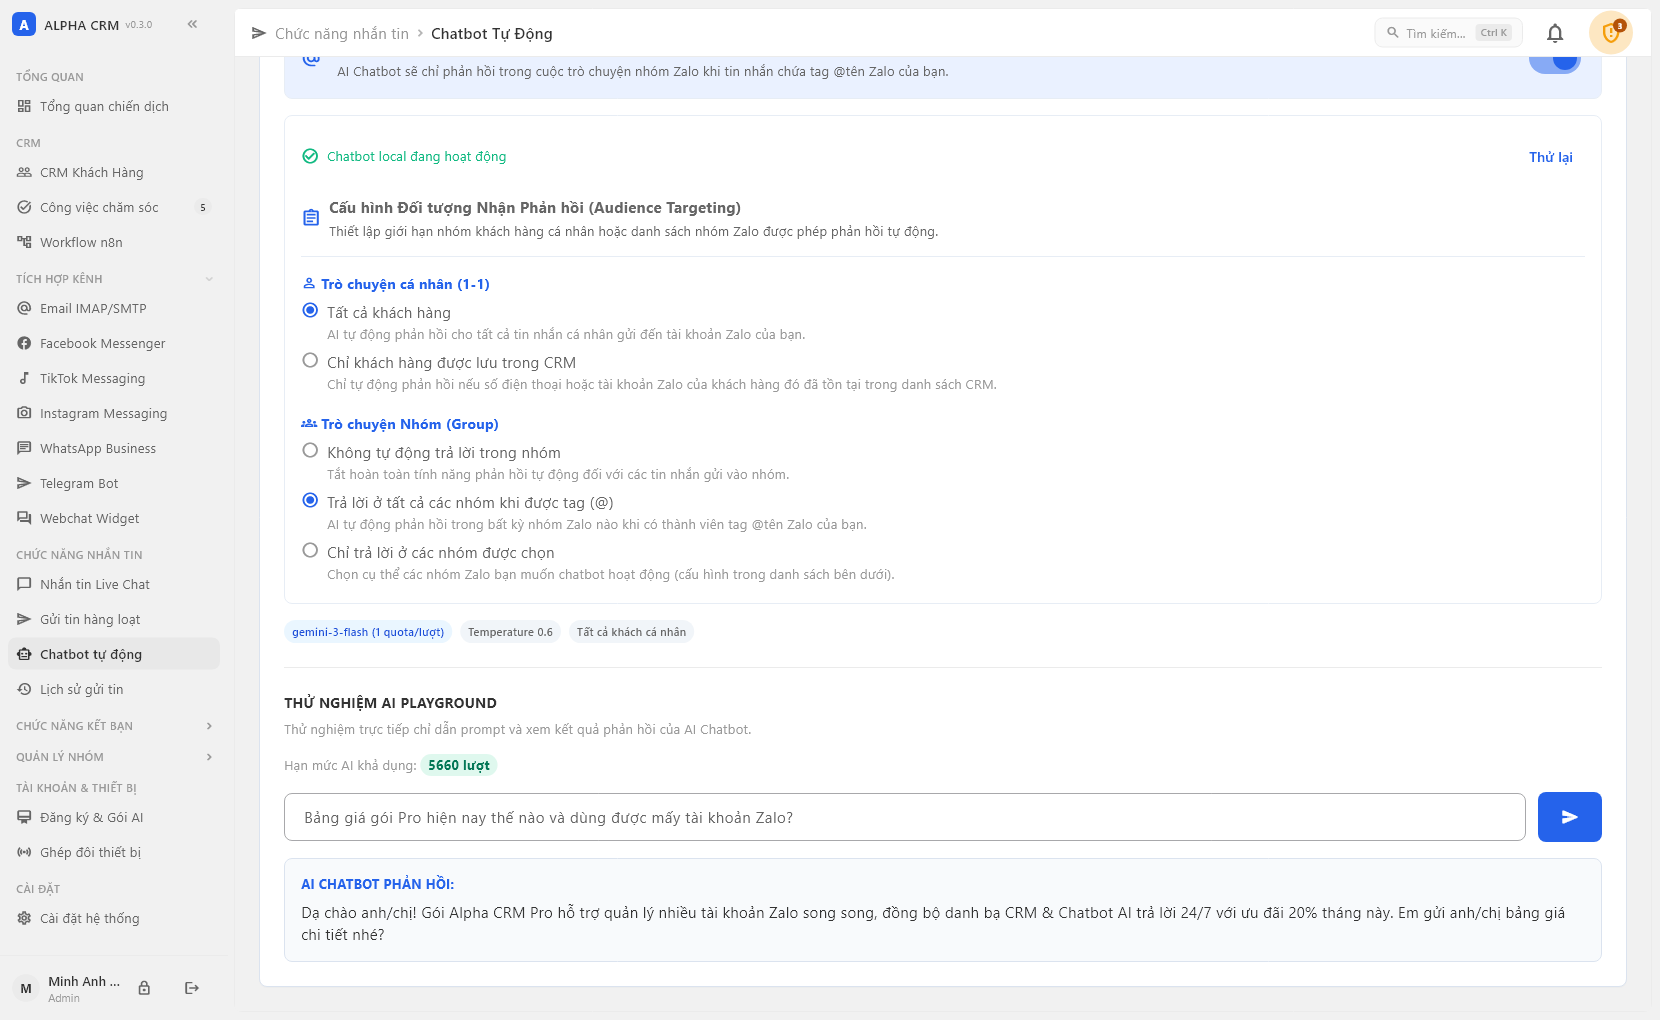 A ALPHA CRM v0.3.0
TỔNG QUAN
Tổng quan chiến dịch
CRM
CRM Khách Hàng
Công việc chăm sóc 5
Workflow n8n
TÍCH HỢP KÊNH
Email IMAP/SMTP
Facebook Messenger
TikTok Messaging
Instagram Messaging
WhatsApp Business
Telegram Bot
Webchat Widget
CHỨC NĂNG NHẮN TIN
Nhắn tin Live Chat
Gửi tin hàng loạt
Chatbot tự động
Lịch sử gửi tin
CHỨC NĂNG KẾT BẠN
QUẢN LÝ NHÓM
TÀI KHOẢN & THIẾT BỊ
Đăng ký & Gói AI
Ghép đôi thiết bị
CÀI ĐẶT
Cài đặt hệ thống
M Minh Anh ...
Admin
Chức năng nhắn tin › Chatbot Tự Động
Tìm kiếm... Ctrl K
3
AI Chatbot sẽ chỉ phản hồi trong cuộc trò chuyện nhóm Zalo khi tin nhắn chứa tag @tên Zalo của bạn.
Chatbot local đang hoạt động
Thử lại
Cấu hình Đối tượng Nhận Phản hồi (Audience Targeting)
Thiết lập giới hạn nhóm khách hàng cá nhân hoặc danh sách nhóm Zalo được phép phản hồi tự động.
Trò chuyện cá nhân (1-1)
Tất cả khách hàng
AI tự động phản hồi cho tất cả tin nhắn cá nhân gửi đến tài khoản Zalo của bạn.
Chỉ khách hàng được lưu trong CRM
Chỉ tự động phản hồi nếu số điện thoại hoặc tài khoản Zalo của khách hàng đó đã tồn tại trong danh sách CRM.
Trò chuyện Nhóm (Group)
Không tự động trả lời trong nhóm
Tắt hoàn toàn tính năng phản hồi tự động đối với các tin nhắn gửi vào nhóm.
Trả lời ở tất cả các nhóm khi được tag (@)
AI tự động phản hồi trong bất kỳ nhóm Zalo nào khi có thành viên tag @tên Zalo của bạn.
Chỉ trả lời ở các nhóm được chọn
Chọn cụ thể các nhóm Zalo bạn muốn chatbot hoạt động (cấu hình trong danh sách bên dưới).
gemini-3-flash (1 quota/lượt) Temperature 0.6 Tất cả khách cá nhân
THỬ NGHIỆM AI PLAYGROUND
Thử nghiệm trực tiếp chỉ dẫn prompt và xem kết quả phản hồi của AI Chatbot.
Hạn mức AI khả dụng: 5660 lượt
Bảng giá gói Pro hiện nay thế nào và dùng được mấy tài khoản Zalo?
AI CHATBOT PHẢN HỒI:
Dạ chào anh/chị! Gói Alpha CRM Pro hỗ trợ quản lý nhiều tài khoản Zalo song song, đồng bộ danh bạ CRM & Chatbot AI trả lời 24/7 với ưu đãi 20% tháng này. Em gửi anh/chị bảng giá
chi tiết nhé?